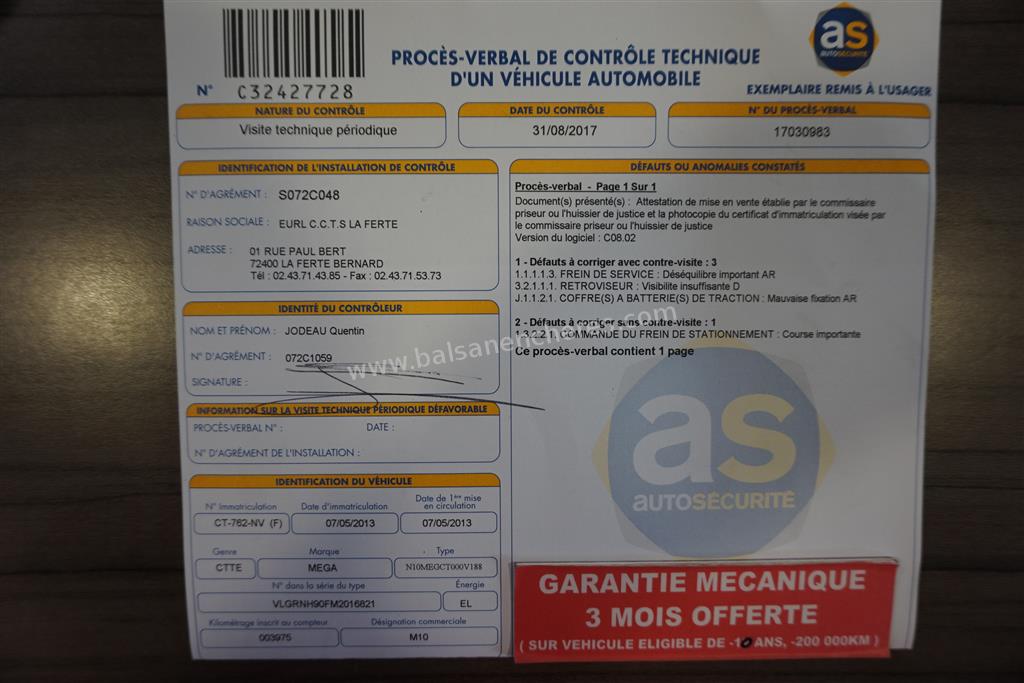 PROCÈS-VERBAL DE CONTRÔLE TECHNIQUE
D'UN VÉHICULE AUTOMOBILE
as
AUTOSÉCURITÉ
N° C32427728
EXEMPLAIRE REMIS À L'USAGER
NATURE DU CONTRÔLE
Visite technique périodique
DATE DU CONTRÔLE
31/08/2017
N° DU PROCÈS-VERBAL
17030983
IDENTIFICATION DE L'INSTALLATION DE CONTRÔLE
N° D'AGRÉMENT : S072C048
RAISON SOCIALE : EURL C.C.T.S LA FERTE
ADRESSE : 01 RUE PAUL BERT
72400 LA FERTE BERNARD
Tél : 02.43.71.43.85 - Fax : 02.43.71.53.73
IDENTITÉ DU CONTRÔLEUR
NOM ET PRÉNOM : JODEAU Quentin
N° D'AGRÉMENT : 072C1059
SIGNATURE :
INFORMATION SUR LA VISITE TECHNIQUE PÉRIODIQUE DÉFAVORABLE
PROCÈS-VERBAL N° : DATE :
N° D'AGRÉMENT DE L'INSTALLATION :
IDENTIFICATION DU VÉHICULE
N° Immatriculation
CT-762-NV (F)
Date d'immatriculation
07/05/2013
Date de 1ère mise
en circulation
07/05/2013
Genre
CTTE
Marque
MEGA
Type
N10MEGCT000V188
N° dans la série du type
VLGRNH90FM2016821
Énergie
EL
Kilométrage inscrit au compteur
003975
Désignation commerciale
M10
DÉFAUTS OU ANOMALIES CONSTATÉS
Procès-verbal - Page 1 Sur 1
Document(s) présenté(s) : Attestation de mise en vente établie par le commissaire
priseur ou l'huissier de justice et la photocopie du certificat d'immatriculation visée par
le commissaire priseur ou l'huissier de justice
Version du logiciel : C08.02
1 - Défauts à corriger avec contre-visite : 3
1.1.1.1.3. FREIN DE SERVICE : Déséquilibre important AR
3.2.1.1.1. RETROVISEUR : Visibilite insuffisante D
J.1.1.2.1. COFFRE(S) A BATTERIE(S) DE TRACTION : Mauvaise fixation AR
2 - Défauts à corriger sans contre-visite : 1
1.3.2.2.1. COMMANDE DU FREIN DE STATIONNEMENT : Course importante
Ce procès-verbal contient 1 page
as
AUTOSÉCURITÉ
GARANTIE MECANIQUE
3 MOIS OFFERTE
( SUR VEHICULE ELIGIBLE DE -10 ANS, -200 000KM )